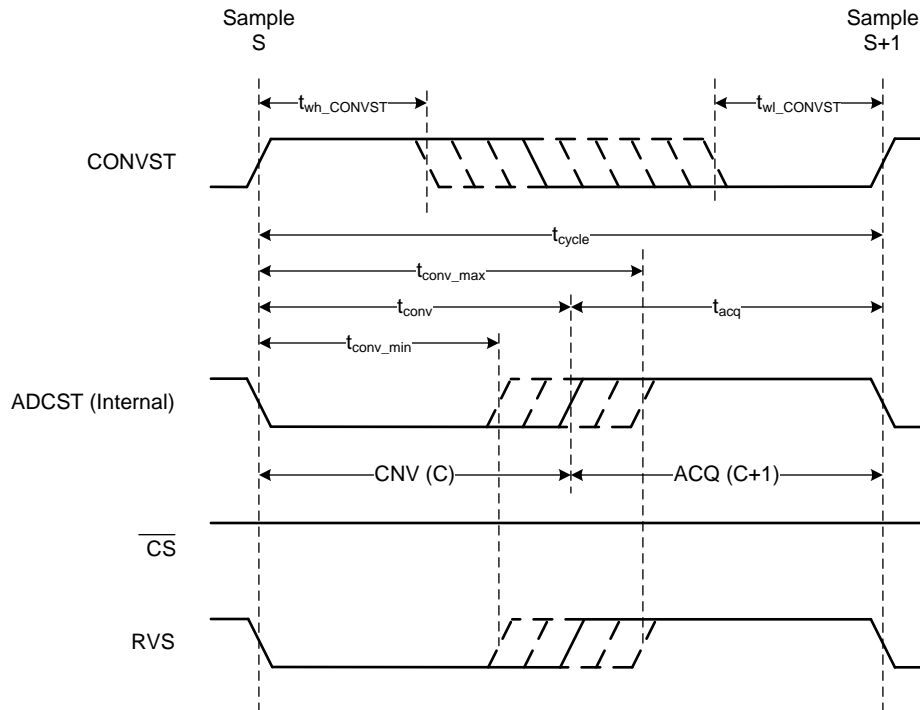 Sample
S
Sample
S+1
twh_CONVST
twl_CONVST
CONVST
tcycle
tconv_max
tconv
tacq
tconv_min
ADCST (Internal)
CNV (C)
ACQ (C+1)
CS
RVS